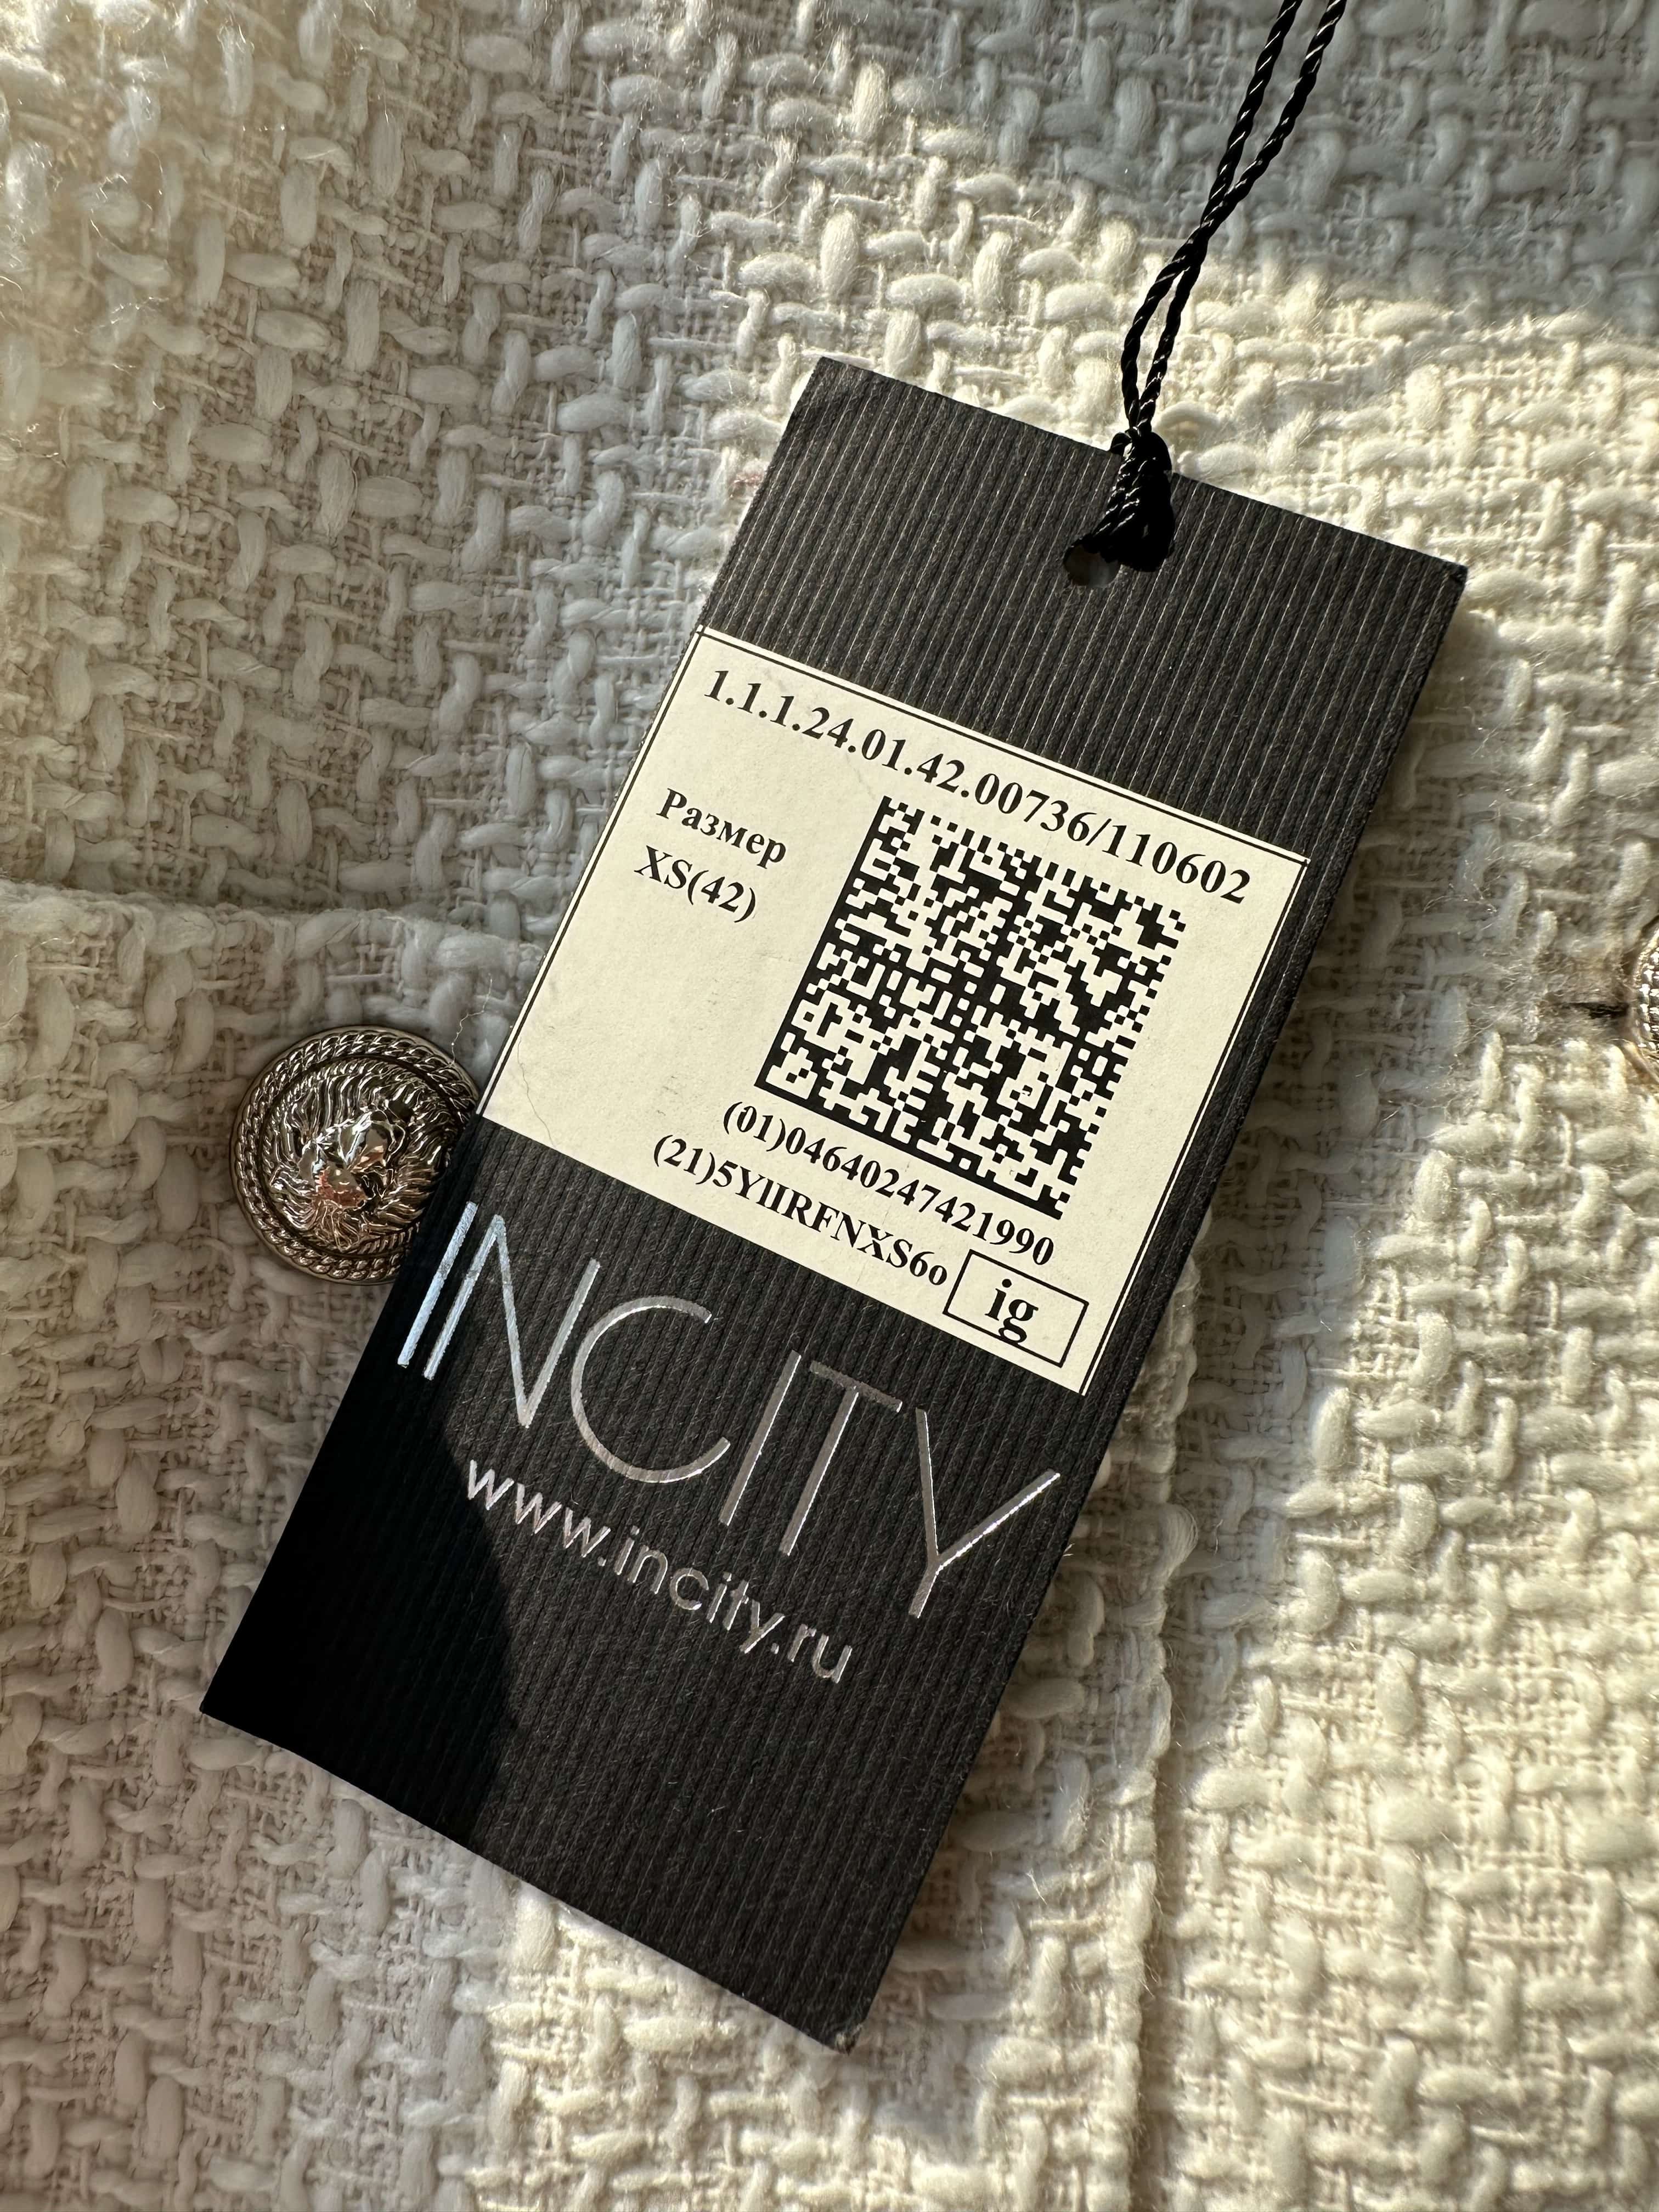 1.1.1.24.01.42.00736/110602
Размер
XS(42)
(01)04640247421990
(21)5YIIRFNXS6o
ig
INCITY
www.incity.ru